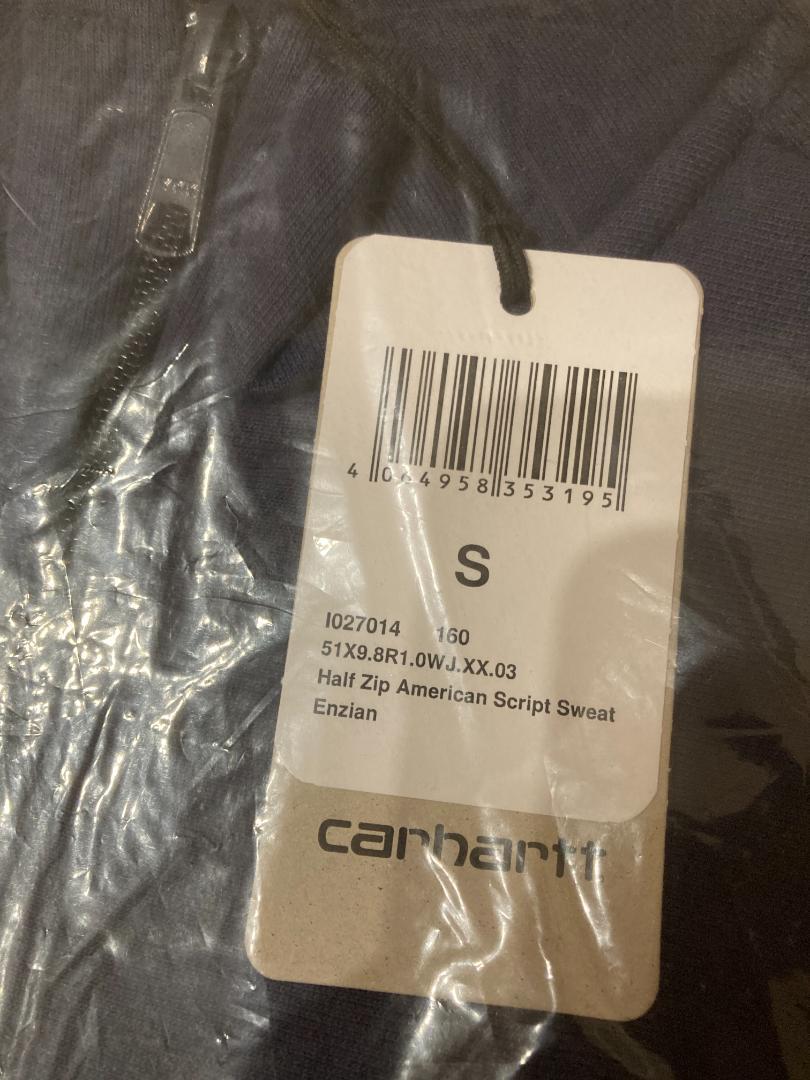 4 064958 353195
S
I027014 160
51X9.8R1.0WJ.XX.03
Half Zip American Script Sweat
Enzian
carhartt